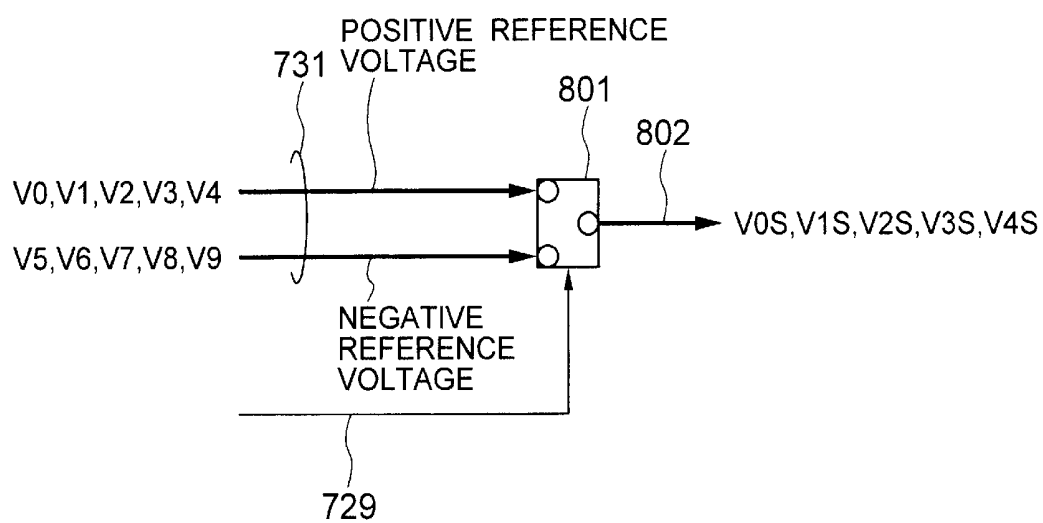 POSITIVE REFERENCE
VOLTAGE
731
801
802
V0,V1,V2,V3,V4
V0S,V1S,V2S,V3S,V4S
V5,V6,V7,V8,V9
NEGATIVE
REFERENCE
VOLTAGE
729